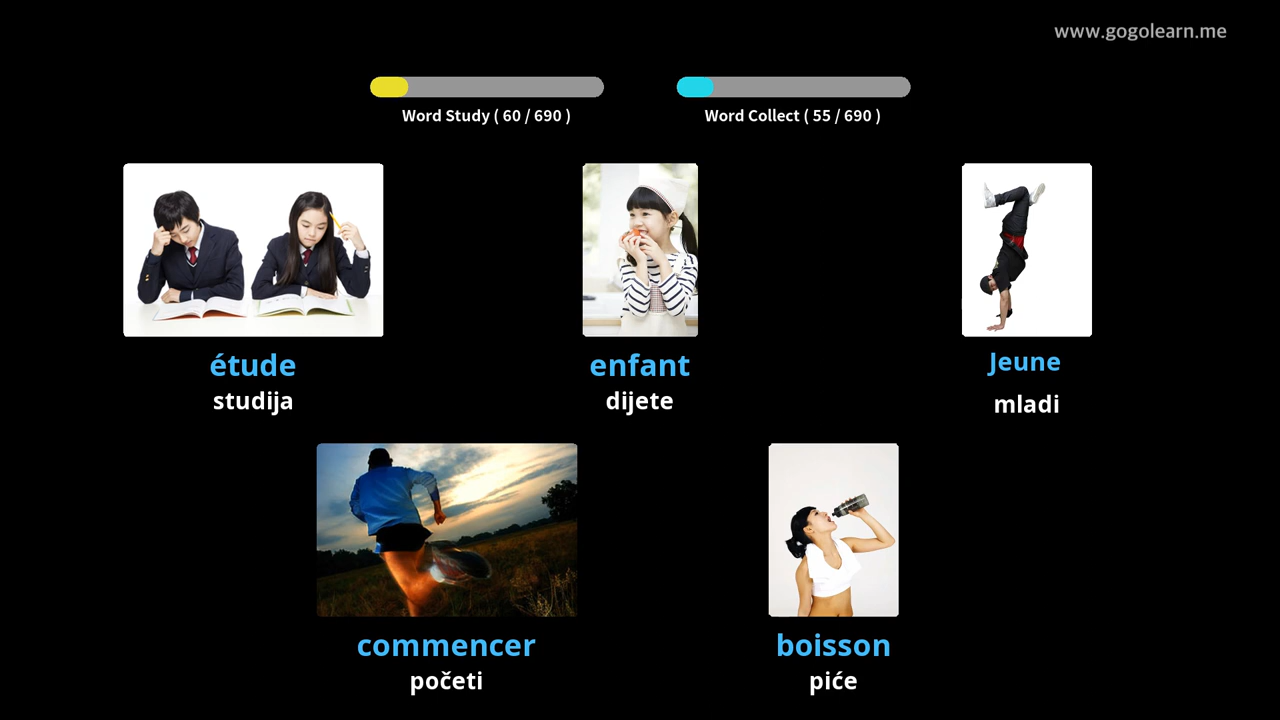 www.gogolearn.me
Word Study ( 60 / 690 )
Word Collect ( 55 / 690 )
étude
studija
enfant
dijete
Jeune
mladi
commencer
početi
boisson
piće